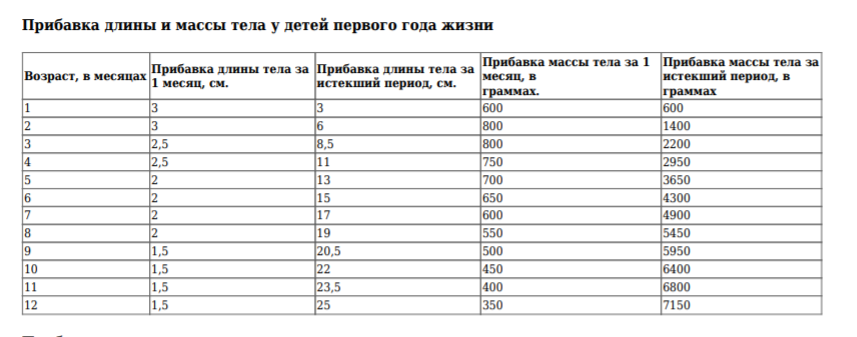 Прибавка длины и массы тела у детей первого года жизни
Возраст, в месяцах Прибавка длины тела за 1 месяц, см. Прибавка длины тела за истекший период, см. Прибавка массы тела за 1 месяц, в граммах. Прибавка массы тела за истекший период, в граммах
1 3 3 600 600
2 3 6 800 1400
3 2,5 8,5 800 2200
4 2,5 11 750 2950
5 2 13 700 3650
6 2 15 650 4300
7 2 17 600 4900
8 2 19 550 5450
9 1,5 20,5 500 5950
10 1,5 22 450 6400
11 1,5 23,5 400 6800
12 1,5 25 350 7150